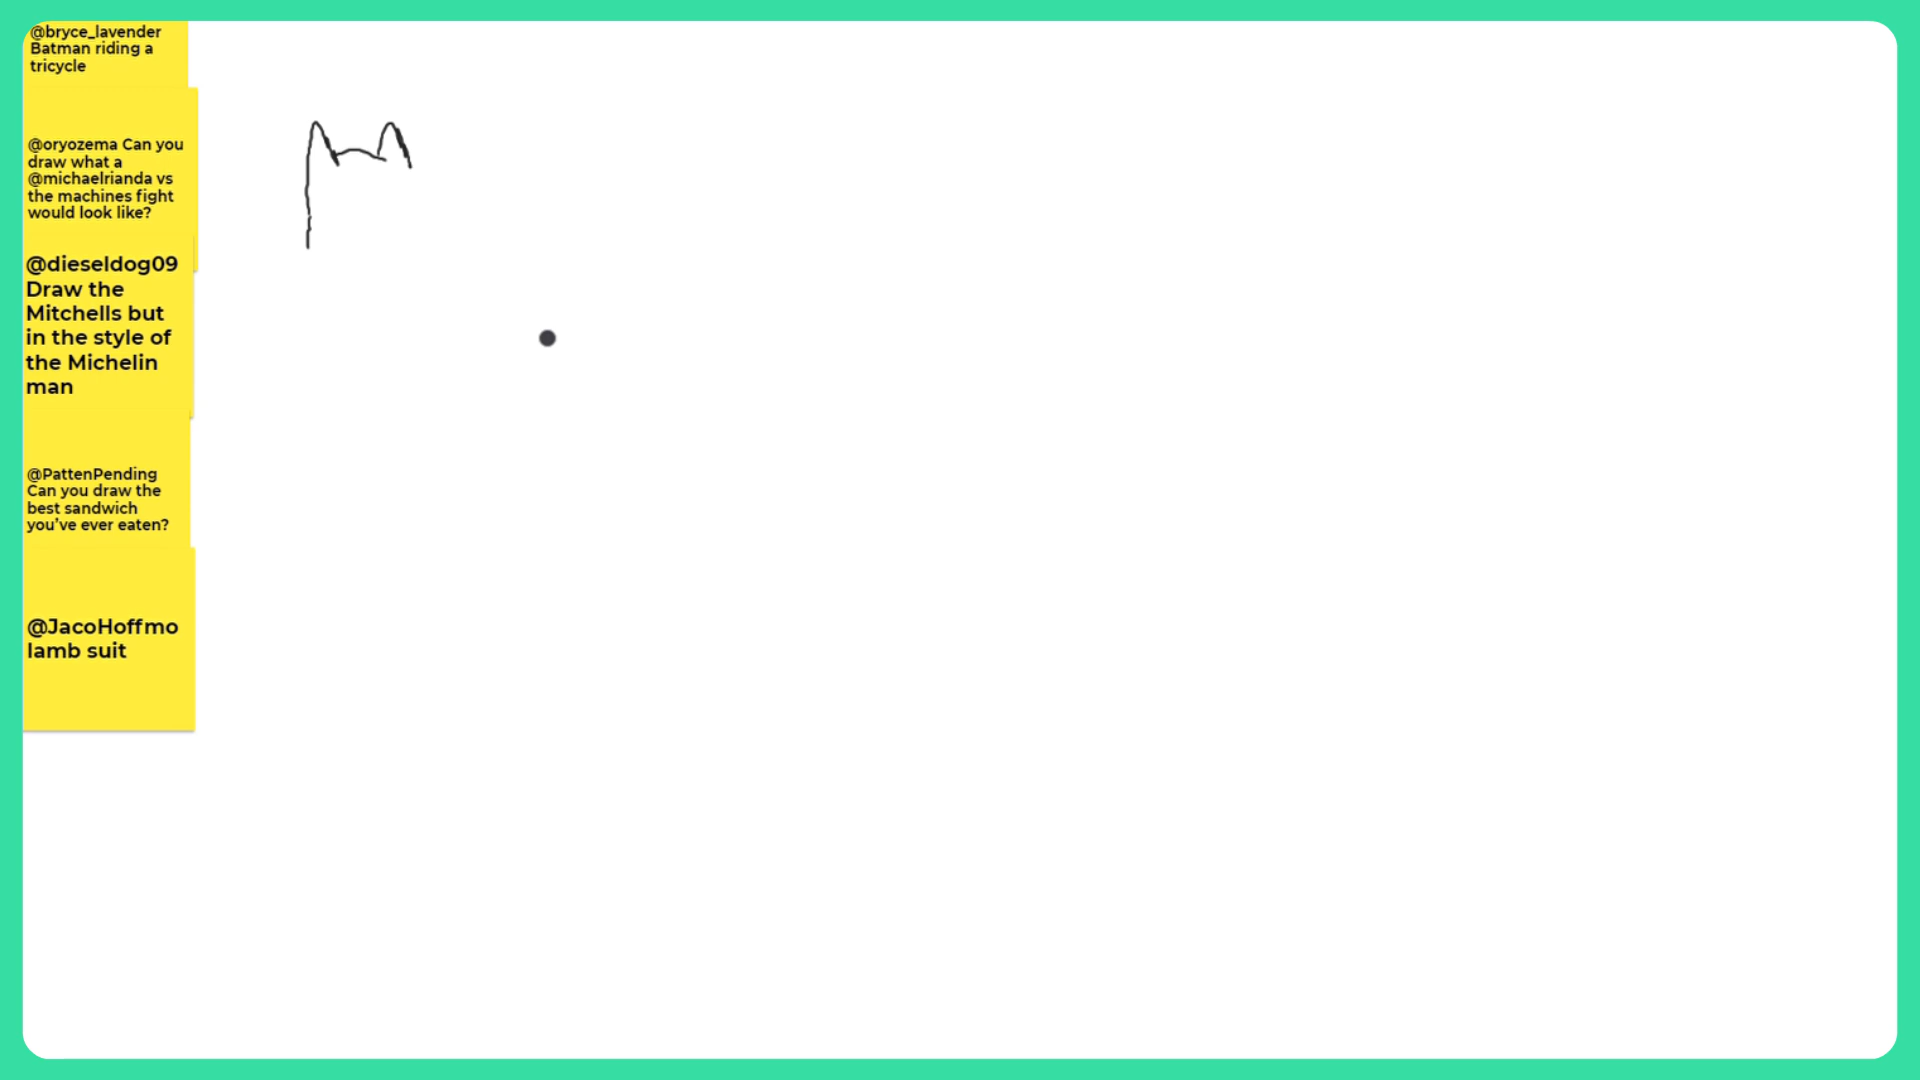 @bryce_lavender
Batman riding a
tricycle
@oryozema Can you
draw what a
@michaelrianda vs
the machines fight
would look like?
@dieseldog09
Draw the
Mitchells but
in the style of
the Michelin
man
@PattenPending
Can you draw the
best sandwich
you’ve ever eaten?
@JacoHoffmo
lamb suit